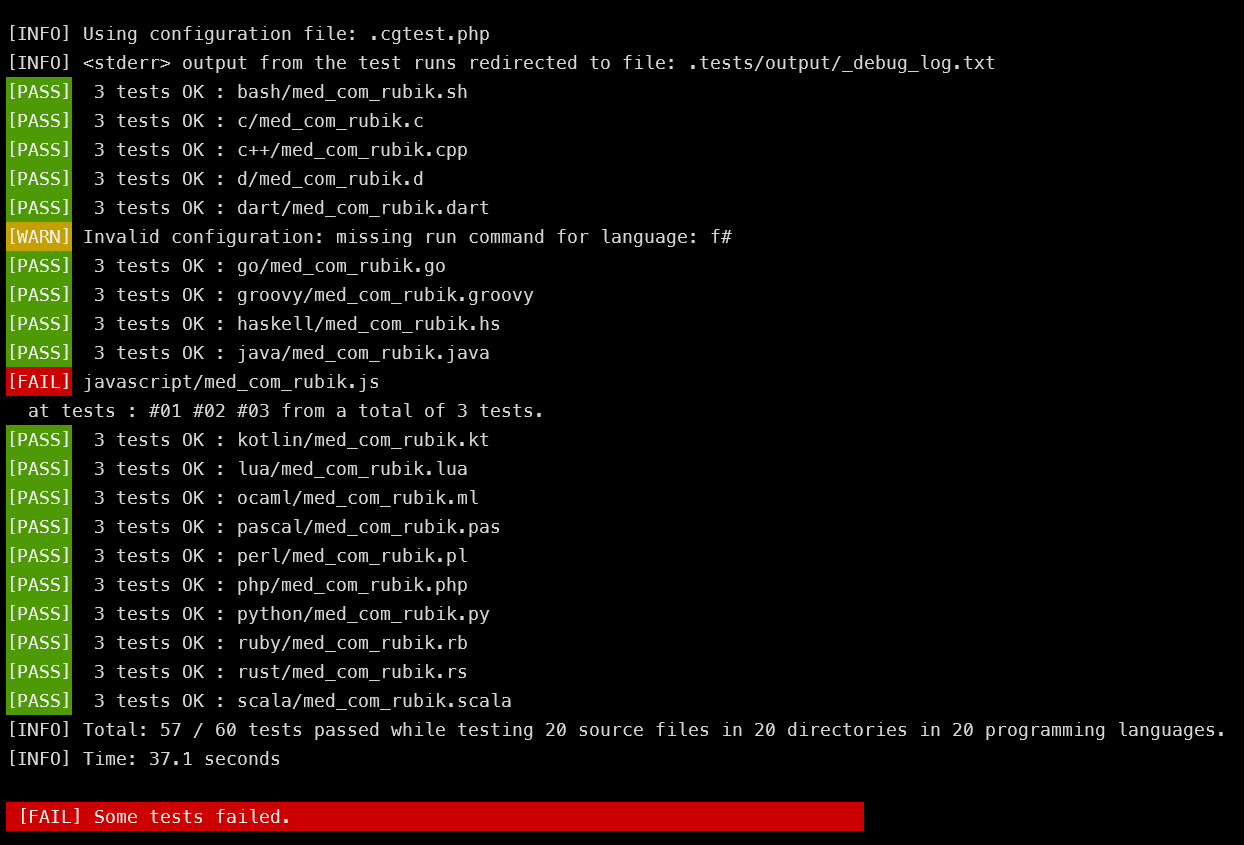 [INFO] Using configuration file: .cgtest.php
[INFO] <stderr> output from the test runs redirected to file: .tests/output/_debug_log.txt
[PASS]  3 tests OK : bash/med_com_rubik.sh
[PASS]  3 tests OK : c/med_com_rubik.c
[PASS]  3 tests OK : c++/med_com_rubik.cpp
[PASS]  3 tests OK : d/med_com_rubik.d
[PASS]  3 tests OK : dart/med_com_rubik.dart
[WARN] Invalid configuration: missing run command for language: f#
[PASS]  3 tests OK : go/med_com_rubik.go
[PASS]  3 tests OK : groovy/med_com_rubik.groovy
[PASS]  3 tests OK : haskell/med_com_rubik.hs
[PASS]  3 tests OK : java/med_com_rubik.java
[FAIL] javascript/med_com_rubik.js
  at tests : #01 #02 #03 from a total of 3 tests.
[PASS]  3 tests OK : kotlin/med_com_rubik.kt
[PASS]  3 tests OK : lua/med_com_rubik.lua
[PASS]  3 tests OK : ocaml/med_com_rubik.ml
[PASS]  3 tests OK : pascal/med_com_rubik.pas
[PASS]  3 tests OK : perl/med_com_rubik.pl
[PASS]  3 tests OK : php/med_com_rubik.php
[PASS]  3 tests OK : python/med_com_rubik.py
[PASS]  3 tests OK : ruby/med_com_rubik.rb
[PASS]  3 tests OK : rust/med_com_rubik.rs
[PASS]  3 tests OK : scala/med_com_rubik.scala
[INFO] Total: 57 / 60 tests passed while testing 20 source files in 20 directories in 20 programming languages.
[INFO] Time: 37.1 seconds
[FAIL] Some tests failed.